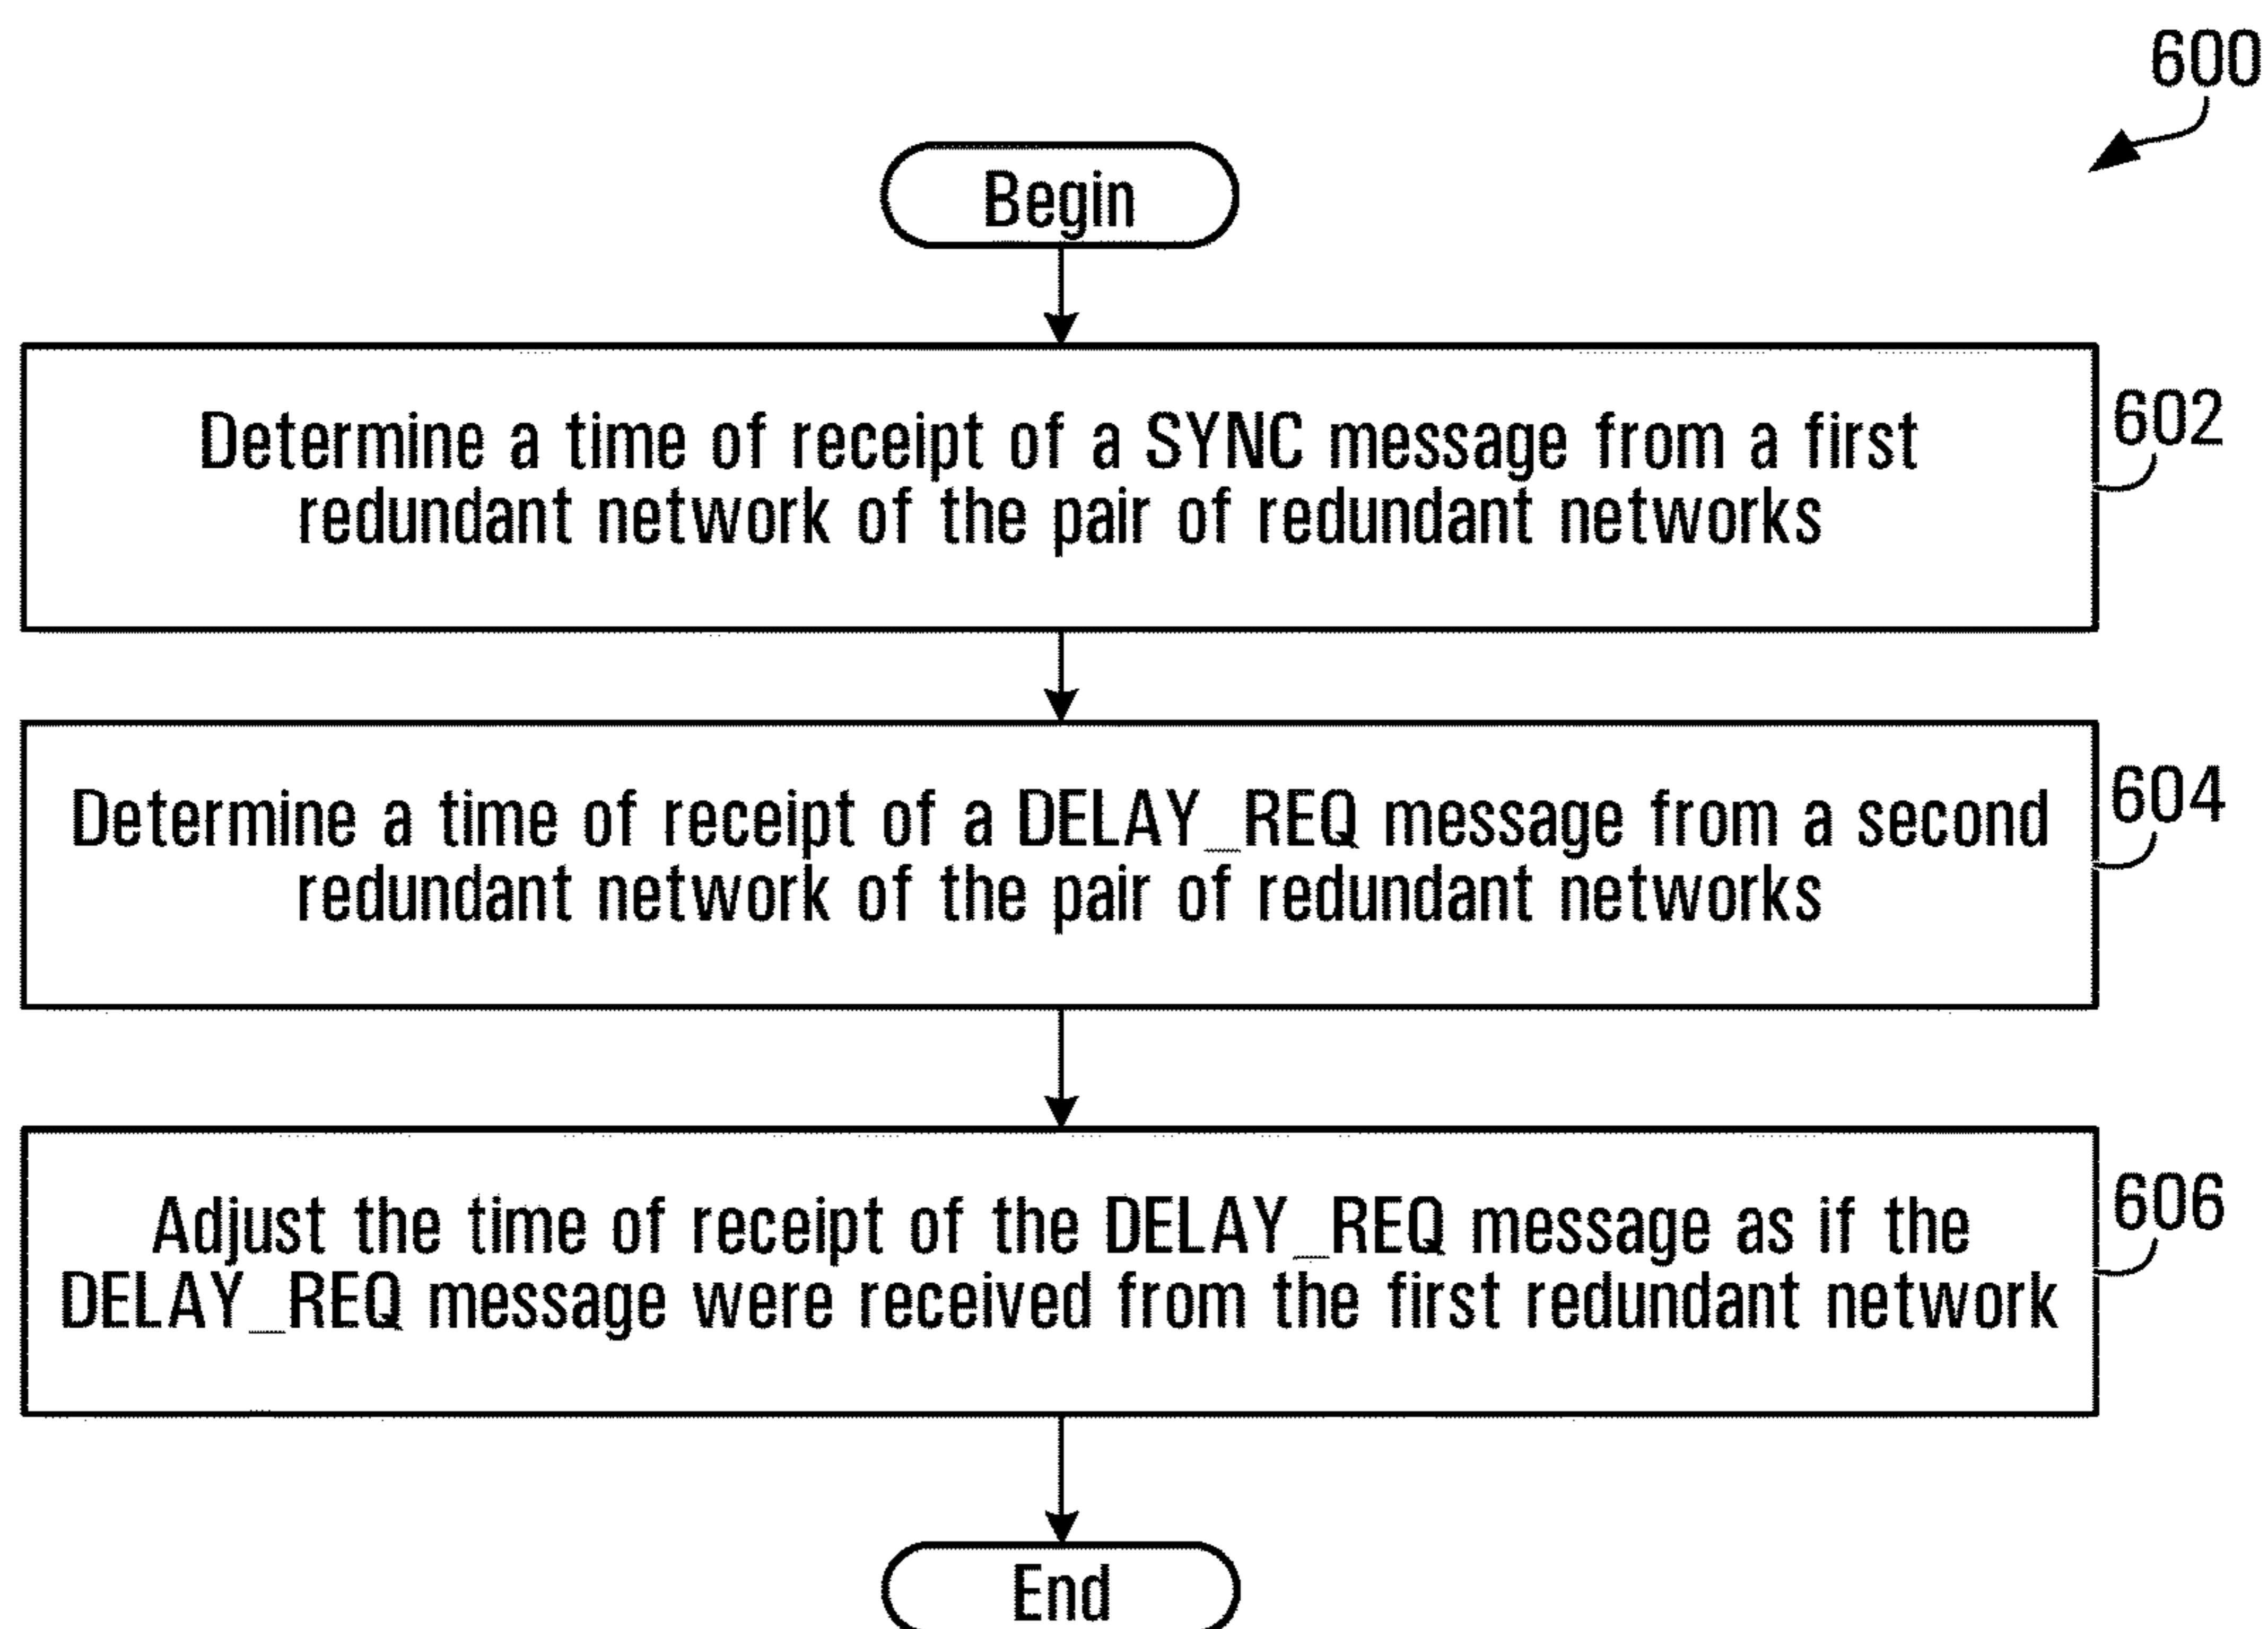 600
Begin
Determine a time of receipt of a SYNC message from a first
redundant network of the pair of redundant networks
602
Determine a time of receipt of a DELAY_REQ message from a second
redundant network of the pair of redundant networks
604
Adjust the time of receipt of the DELAY_REQ message as if the
DELAY_REQ message were received from the first redundant network
606
End